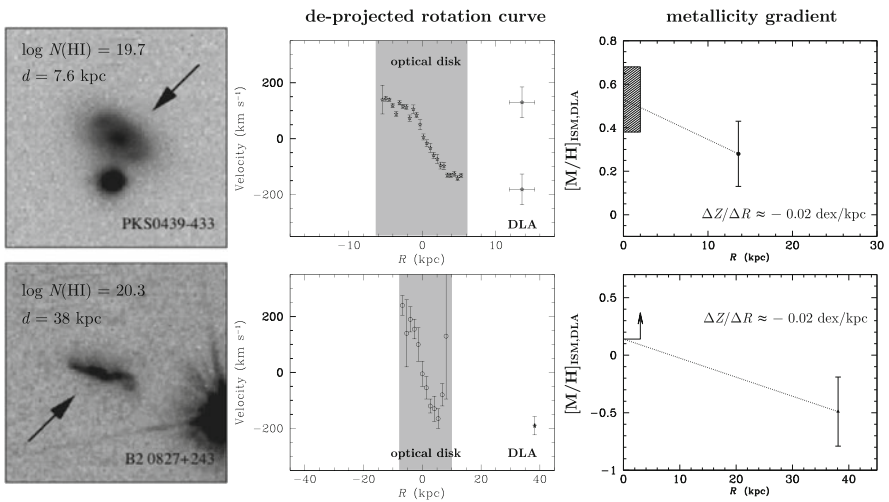 de-projected rotation curve
metallicity gradient
log N(HI) = 19.7
d = 7.6 kpc
PKS0439-433
optical disk
200
0
−200
Velocity (km s⁻¹)
−10
0
10
R (kpc)
DLA
0.8
0.6
0.4
0.2
0
[M/H]ISM,DLA
ΔZ/ΔR ≈ − 0.02 dex/kpc
0
10
20
30
R (kpc)
log N(HI) = 20.3
d = 38 kpc
B2 0827+243
200
0
−200
Velocity (km s⁻¹)
optical disk
DLA
−40
−20
0
20
40
R (kpc)
0.5
0
−0.5
−1
[M/H]ISM,DLA
ΔZ/ΔR ≈ − 0.02 dex/kpc
0
10
20
30
40
R (kpc)